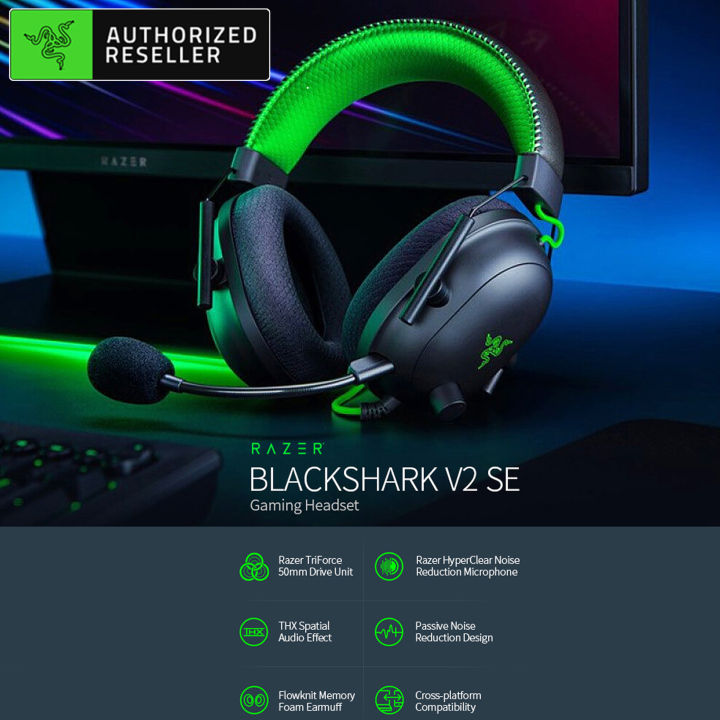 AUTHORIZED
RESELLER
RAZER
RAZER
BLACKSHARK V2 SE
Gaming Headset
Razer TriForce
50mm Drive Unit
Razer HyperClear Noise
Reduction Microphone
THX
THX Spatial
Audio Effect
Passive Noise
Reduction Design
Flowknit Memory
Foam Earmuff
Cross-platform
Compatibility